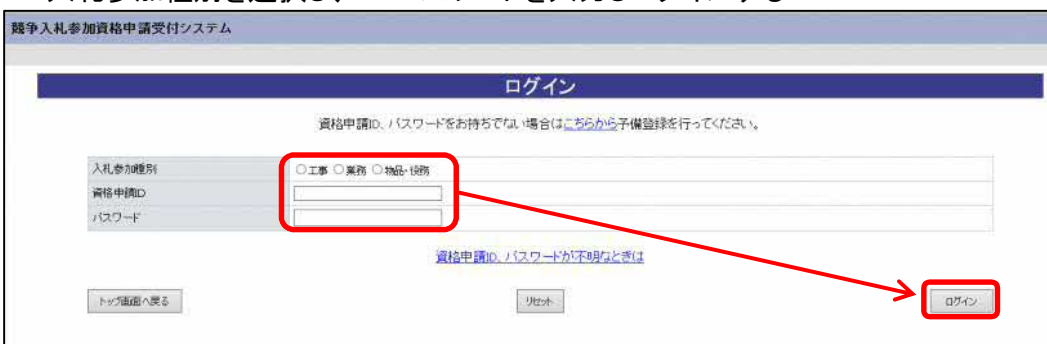 競争入札参加資格申請受付システム
ログイン
資格申請ID、パスワードをお持ちでない場合はこちらから予備登録を行ってください。
入札参加種別 ○工事 ○業務 ○物品・役務
資格申請ID
パスワード
資格申請ID、パスワードが不明なときは
トップ画面へ戻る リセット ログイン